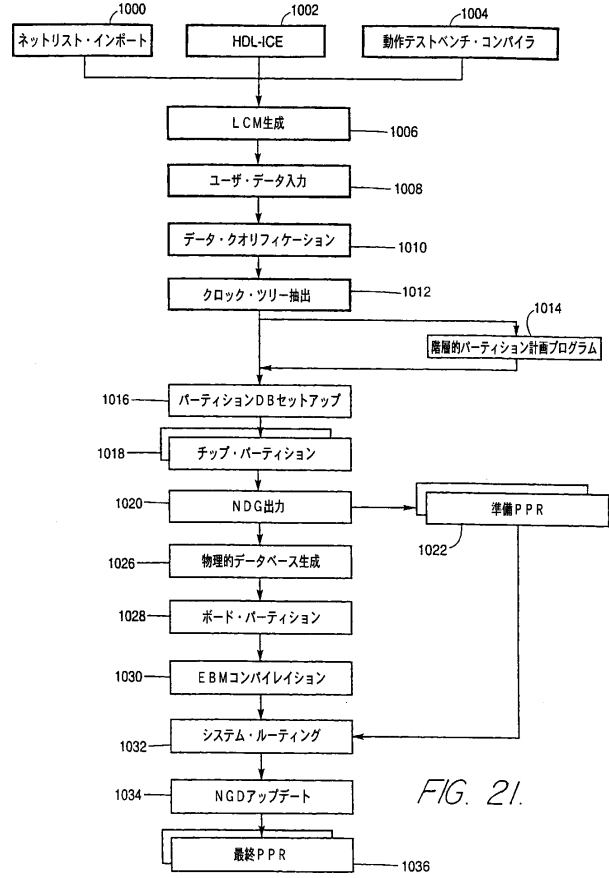 1000
1002
1004
ネットリスト・インポート
HDL-ICE
動作テストベンチ・コンパイラ
LCM生成
1006
ユーザ・データ入力
1008
データ・クオリフィケーション
1010
クロック・ツリー抽出
1012
1014
階層的パーティション計画プログラム
1016
パーティションDBセットアップ
1018
チップ・パーティション
1020
NDG出力
準備PPR
1022
1026
物理的データベース生成
1028
ボード・パーティション
1030
EBMコンパイレイション
1032
システム・ルーティング
1034
NGDアップデート
FIG. 21.
最終PPR
1036